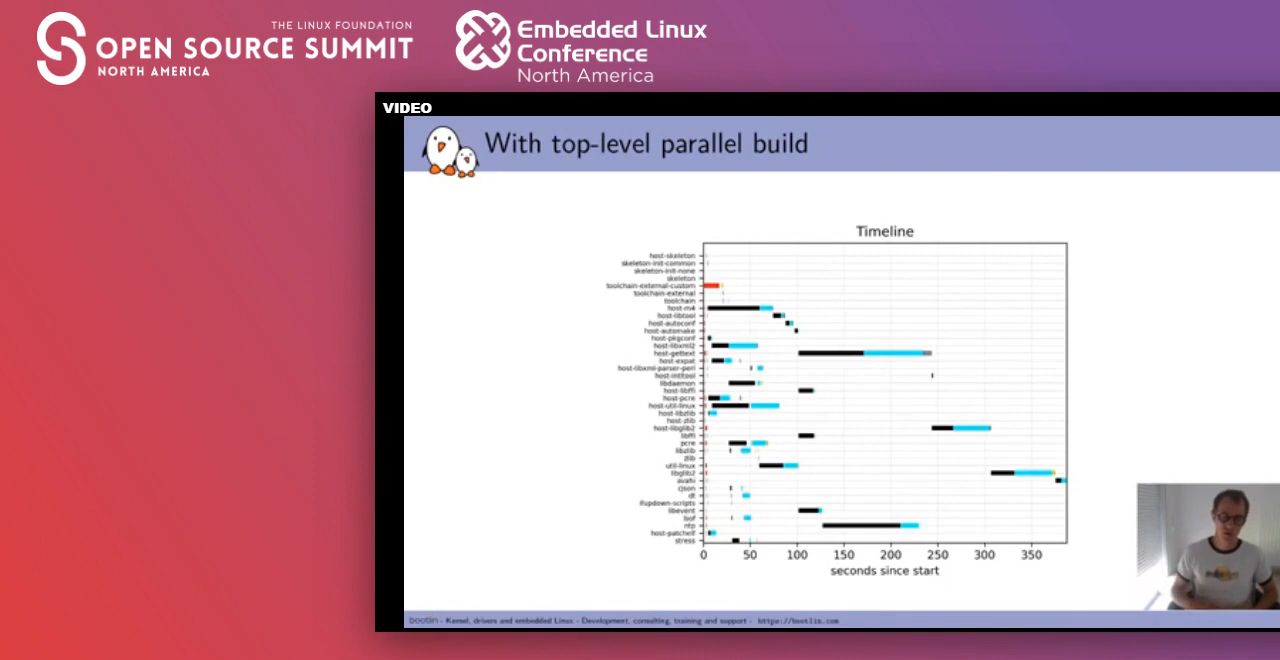 THE LINUX FOUNDATION
OPEN SOURCE SUMMIT
NORTH AMERICA
Embedded Linux
Conference
North America
VIDEO
With top-level parallel build
Timeline
host-skeleton
skeleton-init-common
skeleton-init-none
skeleton
toolchain-external-custom
toolchain-external
toolchain
host-m4
host-libtool
host-autoconf
host-automake
host-pkgconf
host-libxml2
host-gettext
host-expat
host-libxml-parser-perl
host-intltool
libdaemon
host-libffi
host-pcre
host-util-linux
host-libzlib
host-zlib
host-libglib2
libffi
pcre
libzlib
zlib
util-linux
libglib2
avahi
cjson
dt
ifupdown-scripts
libevent
lsof
ntp
host-patchelf
stress
0 50 100 150 200 250 300 350
seconds since start
bootlin - Kernel, drivers and embedded Linux - Development, consulting, training and support - https://bootlin.com